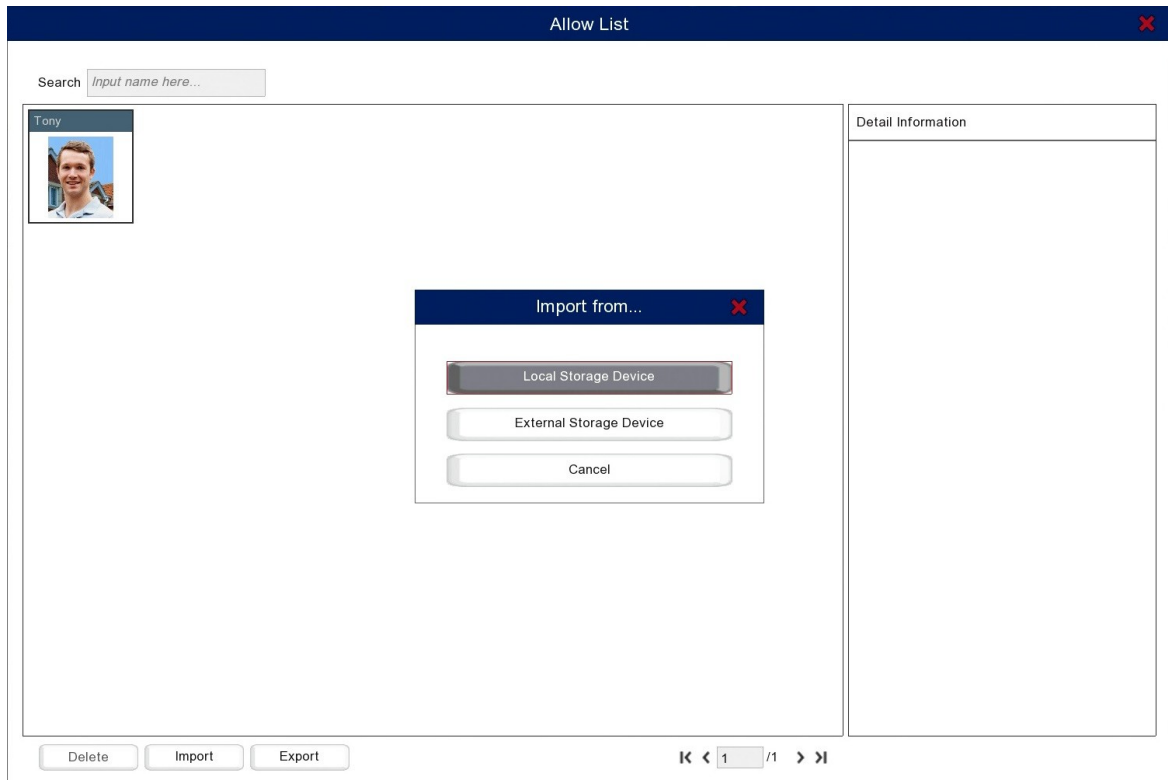 Allow List
Search Input name here...
Tony
Detail Information
Import from...
Local Storage Device
External Storage Device
Cancel
Delete Import Export 1 /1